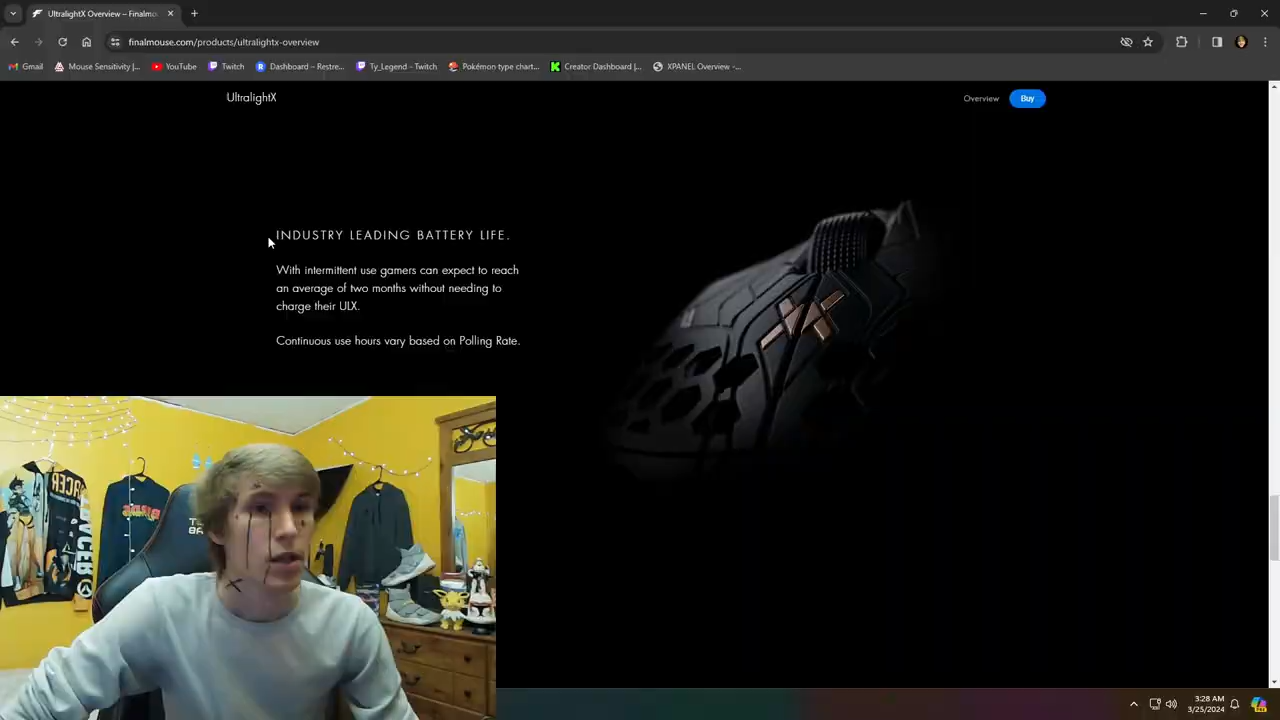 UltralightX Overview - Finalmo...
finalmouse.com/products/ultralightx-overview
Gmail
Mouse Sensitivity |...
YouTube
Twitch
Dashboard – Restre...
Ty_Legend - Twitch
Pokémon type chart...
Creator Dashboard |...
XPANEL Overview -...
UltralightX
Overview
Buy
INDUSTRY LEADING BATTERY LIFE.
With intermittent use gamers can expect to reach
an average of two months without needing to
charge their ULX.
Continuous use hours vary based on Polling Rate.
RACER
3:28 AM
3/25/2024